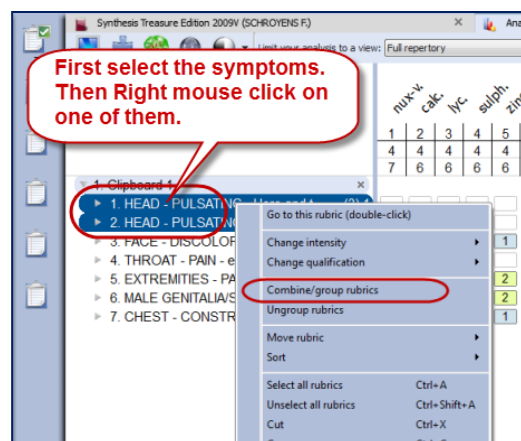 Synthesis Treasure Edition 2009V (SCHROYENS F.)
Limit your analysis to a view: Full repertory
First select the symptoms.
Then Right mouse click on
one of them.
nux-v. calc. lyc. sulph.
1 2 3 4 5
4 4 4 4 4
7 6 6 6 6
1. Clipboard 1
1. HEAD - PULSATING
2. HEAD - PULSATING
3. FACE - DISCOLOR
4. THROAT - PAIN - e
5. EXTREMITIES - PA
6. MALE GENITALIA/S
7. CHEST - CONSTR
1
2
2
1
Go to this rubric (double-click)
Change intensity
Change qualification
Combine/group rubrics
Ungroup rubrics
Move rubric
Sort
Select all rubrics Ctrl+A
Unselect all rubrics Ctrl+Shift+A
Cut Ctrl+X